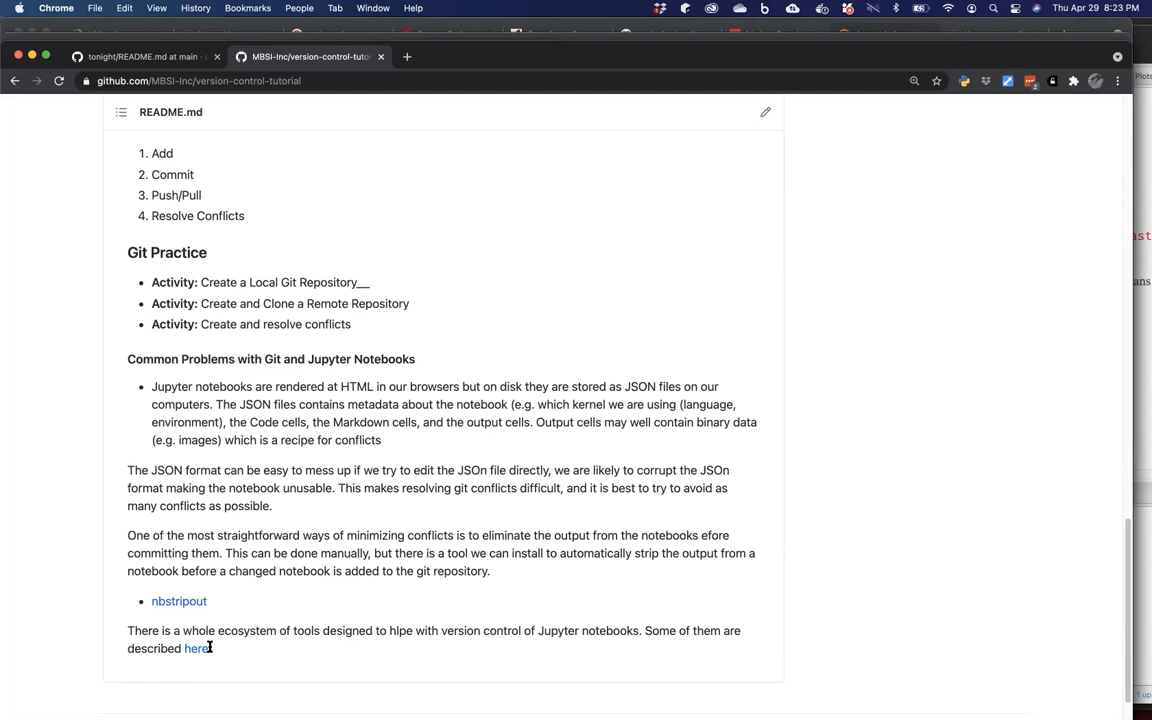 Chrome File Edit View History Bookmarks People Tab Window Help Thu Apr 29 8:23 PM
tonight/README.md at main · MBSI-Inc/version-control-tutor
github.com/MBSI-Inc/version-control-tutorial
Plots
README.md
1. Add
2. Commit
3. Push/Pull
4. Resolve Conflicts
Git Practice
• Activity: Create a Local Git Repository__
• Activity: Create and Clone a Remote Repository
• Activity: Create and resolve conflicts
Common Problems with Git and Jupyter Notebooks
• Jupyter notebooks are rendered at HTML in our browsers but on disk they are stored as JSON files on our
computers. The JSON files contains metadata about the notebook (e.g. which kernel we are using (language,
environment), the Code cells, the Markdown cells, and the output cells. Output cells may well contain binary data
(e.g. images) which is a recipe for conflicts
The JSON format can be easy to mess up if we try to edit the JSOn file directly, we are likely to corrupt the JSOn
format making the notebook unusable. This makes resolving git conflicts difficult, and it is best to try to avoid as
many conflicts as possible.
One of the most straightforward ways of minimizing conflicts is to eliminate the output from the notebooks efore
committing them. This can be done manually, but there is a tool we can install to automatically strip the output from a
notebook before a changed notebook is added to the git repository.
• nbstripout
There is a whole ecosystem of tools designed to hlpe with version control of Jupyter notebooks. Some of them are
described here
ast
ans
1 up